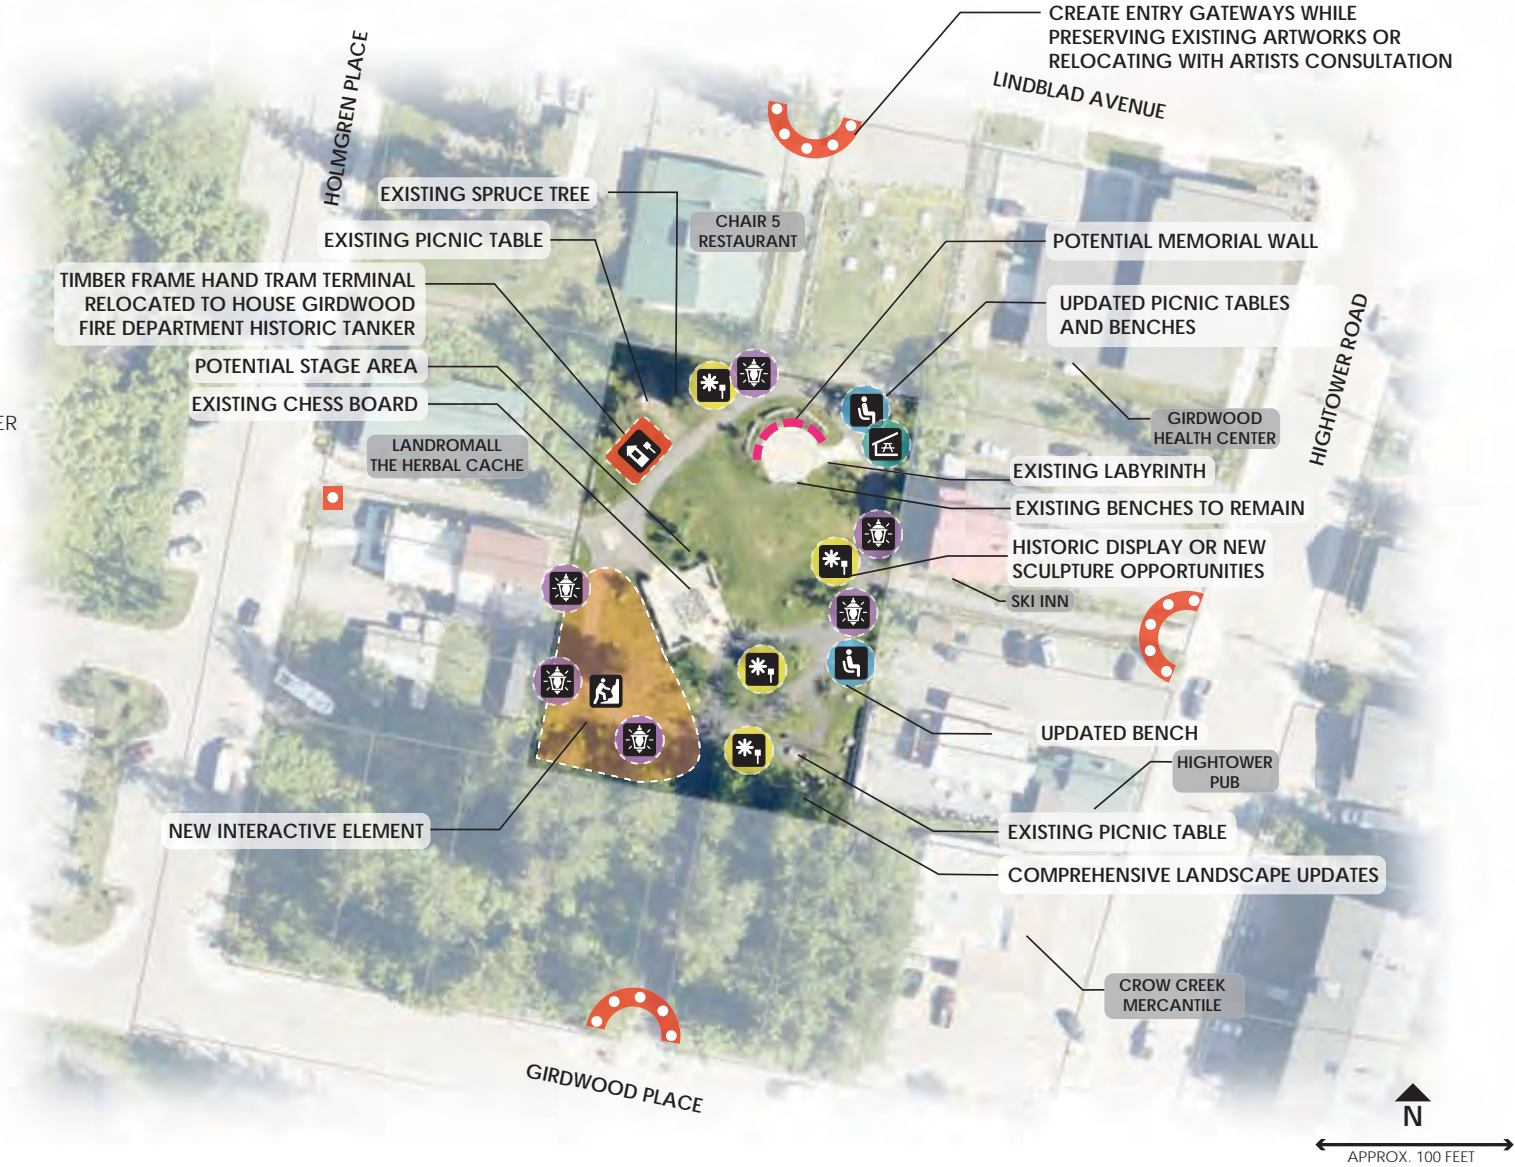 CREATE ENTRY GATEWAYS WHILE
PRESERVING EXISTING ARTWORKS OR
RELOCATING WITH ARTISTS CONSULTATION
LINDBLAD AVENUE
HOLMGREN PLACE
EXISTING SPRUCE TREE
CHAIR 5
RESTAURANT
EXISTING PICNIC TABLE
POTENTIAL MEMORIAL WALL
TIMBER FRAME HAND TRAM TERMINAL
RELOCATED TO HOUSE GIRDWOOD
FIRE DEPARTMENT HISTORIC TANKER
UPDATED PICNIC TABLES
AND BENCHES
HIGHTOWER ROAD
POTENTIAL STAGE AREA
EXISTING CHESS BOARD
ER
LANDROMALL
THE HERBAL CACHE
GIRDWOOD
HEALTH CENTER
EXISTING LABYRINTH
EXISTING BENCHES TO REMAIN
HISTORIC DISPLAY OR NEW
SCULPTURE OPPORTUNITIES
SKI INN
UPDATED BENCH
HIGHTOWER
PUB
NEW INTERACTIVE ELEMENT
EXISTING PICNIC TABLE
COMPREHENSIVE LANDSCAPE UPDATES
CROW CREEK
MERCANTILE
GIRDWOOD PLACE
N
APPROX. 100 FEET